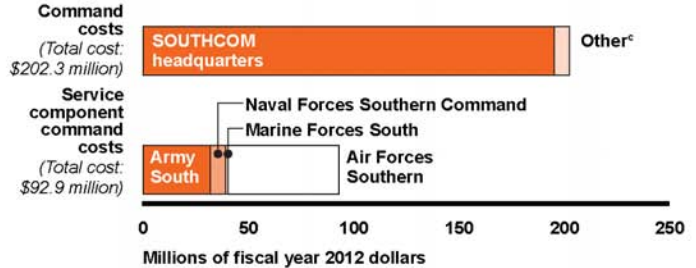 Command
costs
(Total cost:
$202.3 million)
SOUTHCOM
headquarters
Otherᶜ
Service
component
command
costs
(Total cost:
$92.9 million)
Naval Forces Southern Command
Marine Forces South
Army
South
Air Forces
Southern
0 50 100 150 200 250
Millions of fiscal year 2012 dollars